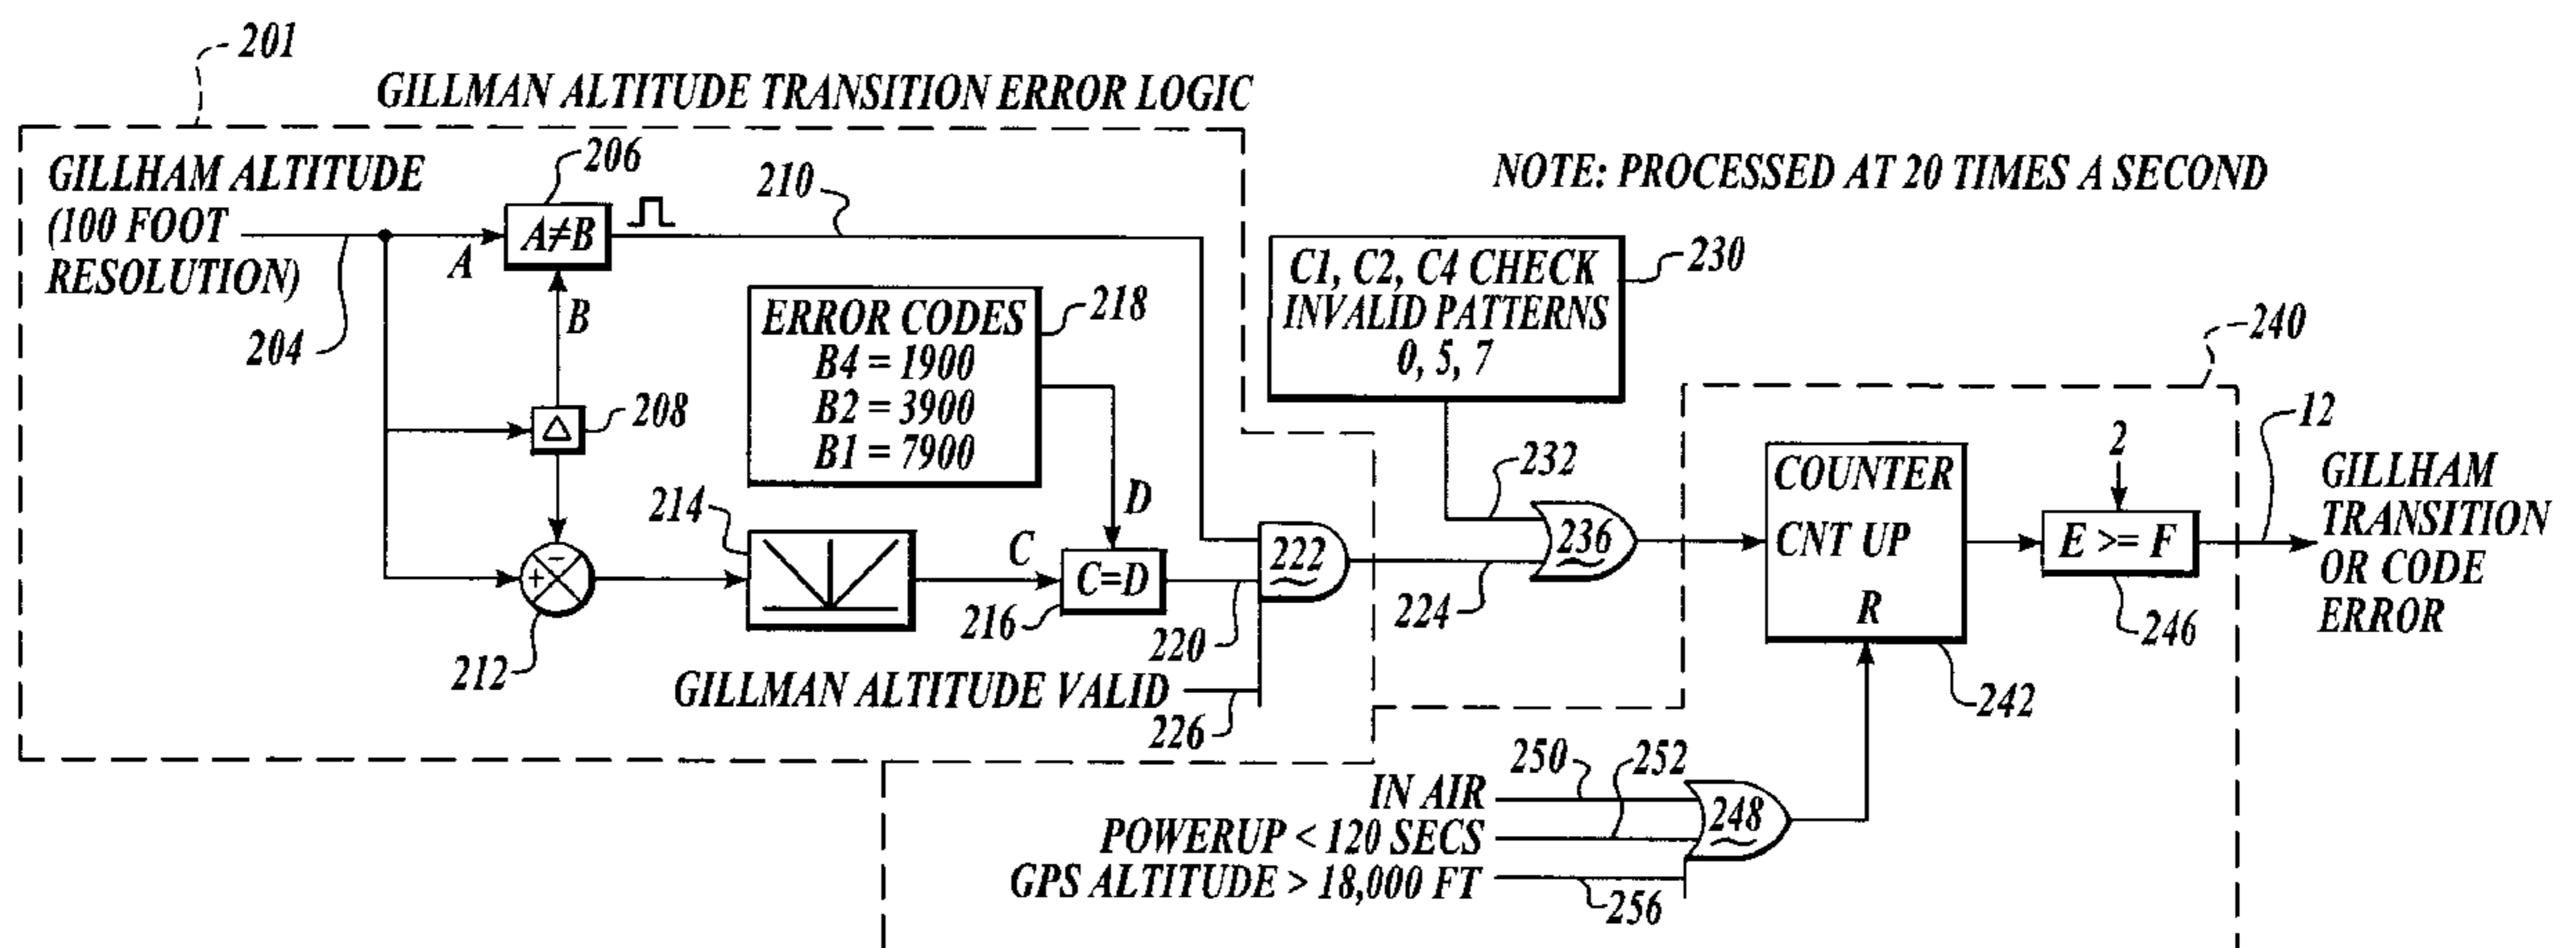 201
GILLMAN ALTITUDE TRANSITION ERROR LOGIC
GILLHAM ALTITUDE
(100 FOOT
RESOLUTION)
204
A
206
A≠B
B
208
△
210
NOTE: PROCESSED AT 20 TIMES A SECOND
ERROR CODES
B4 = 1900
B2 = 3900
B1 = 7900
218
C1, C2, C4 CHECK
INVALID PATTERNS
0, 5, 7
230
240
212
+
−
214
C
D
C=D
216
220
222
224
GILLMAN ALTITUDE VALID
226
232
236
COUNTER
CNT UP
R
242
2
E >= F
246
12
GILLHAM
TRANSITION
OR CODE
ERROR
IN AIR
250
POWERUP < 120 SECS
252
GPS ALTITUDE > 18,000 FT
256
248